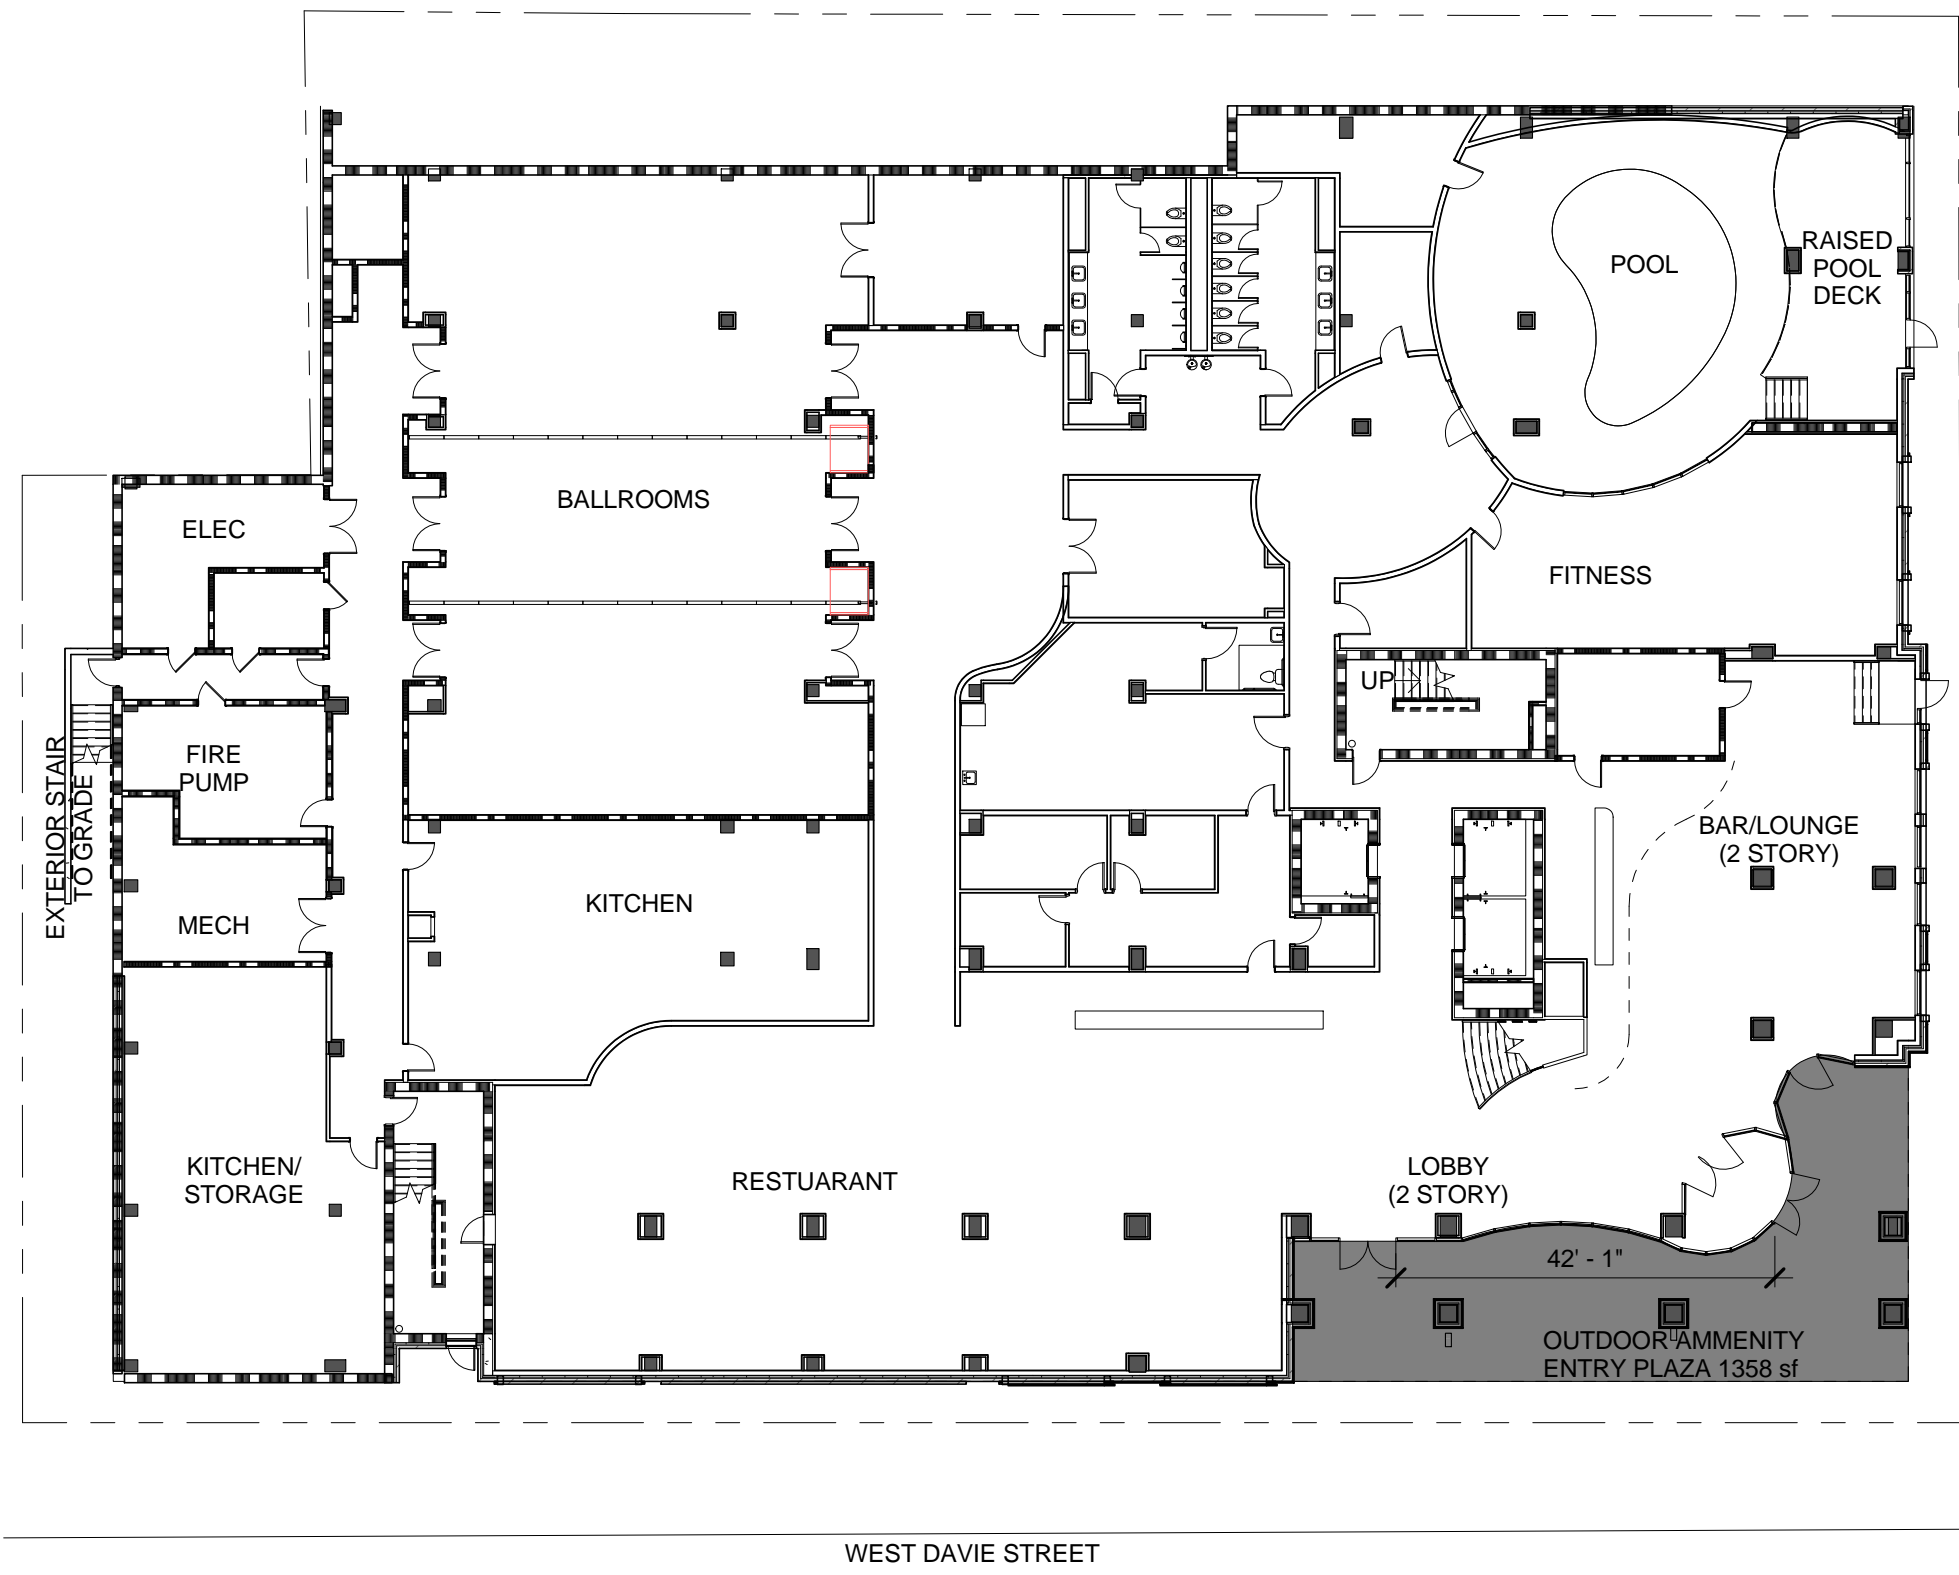 RAISED
POOL
DECK
POOL
BALLROOMS
ELEC
FITNESS
UP
FIRE
PUMP
EXTERIOR STAIR
TO GRADE
BAR/LOUNGE
(2 STORY)
KITCHEN
MECH
KITCHEN/
STORAGE
RESTUARANT
LOBBY
(2 STORY)
42' - 1"
OUTDOOR AMMENITY
ENTRY PLAZA 1358 sf
WEST DAVIE STREET